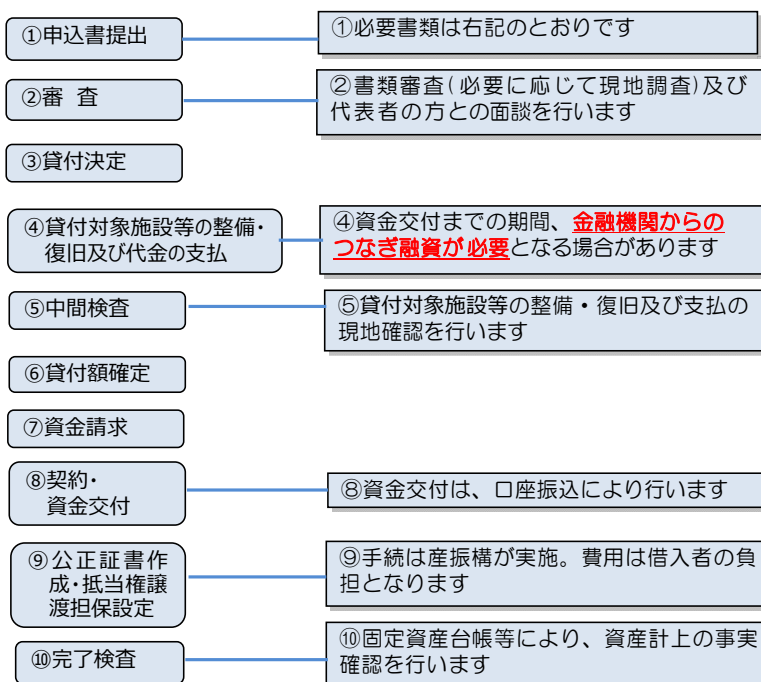 ①申込書提出
①必要書類は右記のとおりです
②審　査
②書類審査(必要に応じて現地調査)及び
代表者の方との面談を行います
③貸付決定
④貸付対象施設等の整備・
復旧及び代金の支払
④資金交付までの期間、金融機関からの
つなぎ融資が必要となる場合があります
⑤中間検査
⑤貸付対象施設等の整備・復旧及び支払の
現地確認を行います
⑥貸付額確定
⑦資金請求
⑧契約・
資金交付
⑧資金交付は、口座振込により行います
⑨公正証書作
成・抵当権譲
渡担保設定
⑨手続は産振構が実施。費用は借入者の負
担となります
⑩完了検査
⑩固定資産台帳等により、資産計上の事実
確認を行います